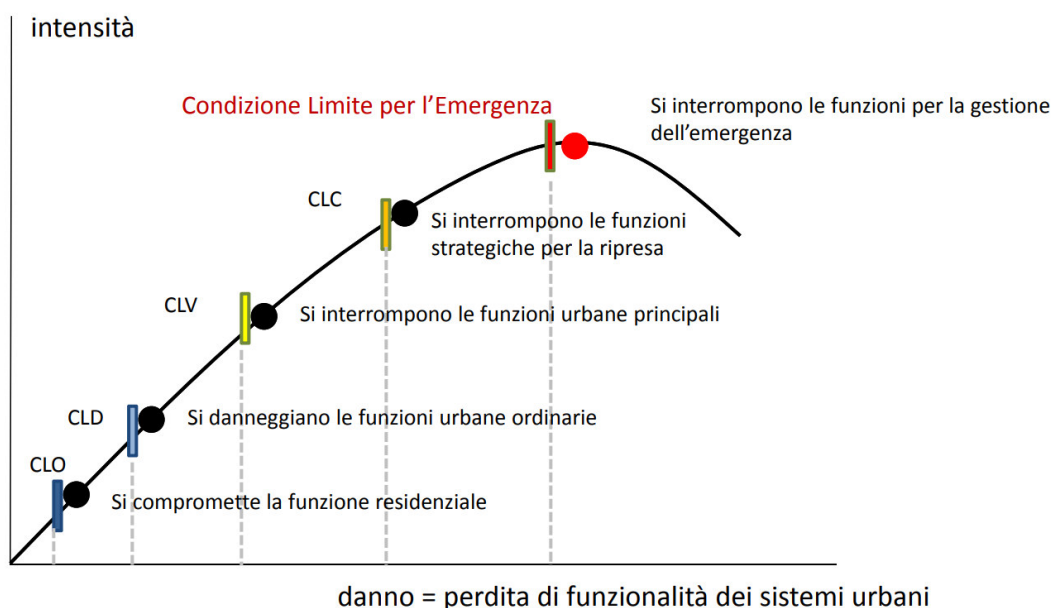 intensità
Condizione Limite per l’Emergenza
Si interrompono le funzioni per la gestione
dell’emergenza
CLC
Si interrompono le funzioni
strategiche per la ripresa
CLV
Si interrompono le funzioni urbane principali
CLD
Si danneggiano le funzioni urbane ordinarie
CLO
Si compromette la funzione residenziale
danno = perdita di funzionalità dei sistemi urbani